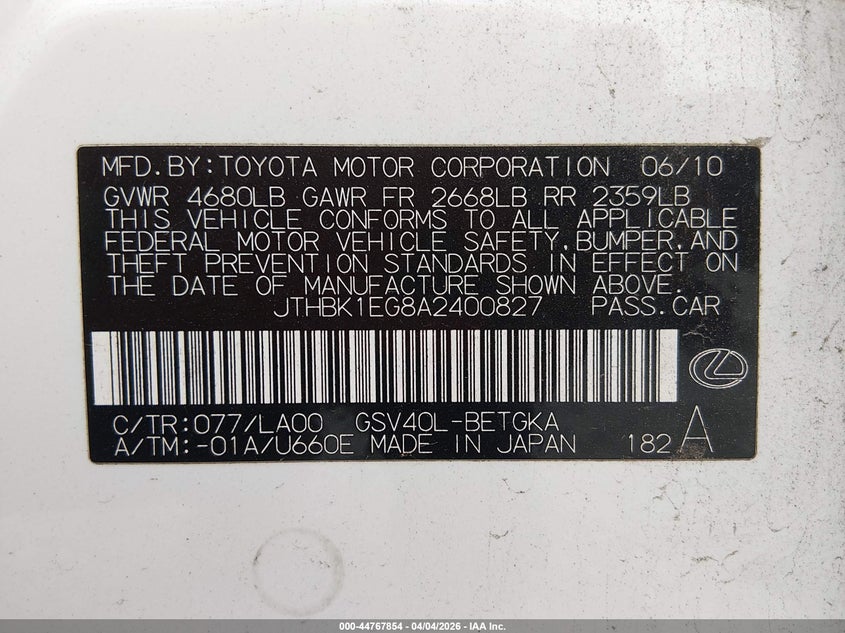 MFD.BY:TOYOTA MOTOR CORPORATION 06/10
GVWR 4680LB GAWR FR 2668LB RR 2359LB
THIS VEHICLE CONFORMS TO ALL APPLICABLE
FEDERAL MOTOR VEHICLE SAFETY,BUMPER,AND
THEFT PREVENTION STANDARDS IN EFFECT ON
THE DATE OF MANUFACTURE SHOWN ABOVE.
JTHBK1EG8A2400827 PASS.CAR
C/TR:077/LA00 GSV40L-BETGKA
A/TM:-01A/U660E MADE IN JAPAN 182 A
000-44767854 - 04/04/2026 - IAA Inc.